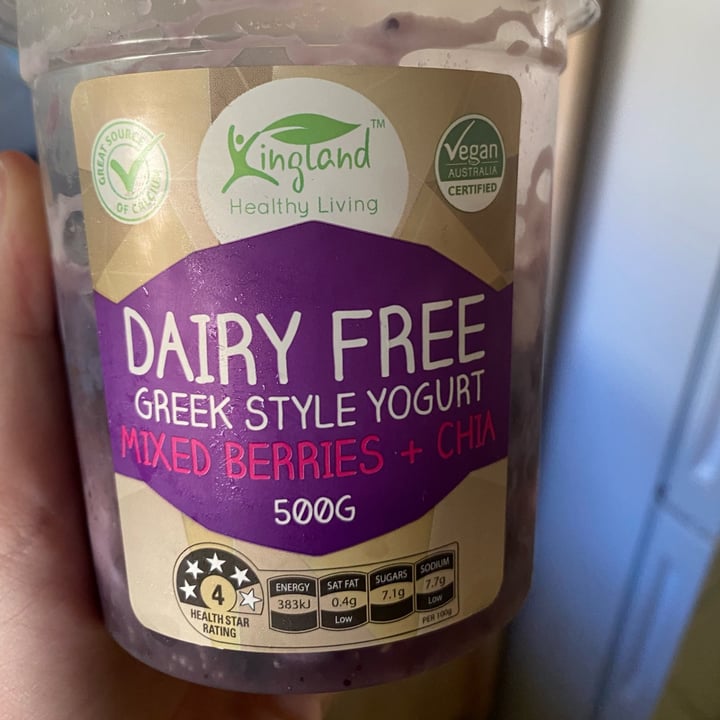 GREAT SOURCE
OF CALCIUM
Kingland™
Healthy Living
Vegan
AUSTRALIA
CERTIFIED
DAIRY FREE
GREEK STYLE YOGURT
MIXED BERRIES + CHIA
500G
4
HEALTH STAR
RATING
ENERGY
383kJ
SAT FAT
0.4g
Low
SUGARS
7.1g
SODIUM
7.7g
Low
PER 100g